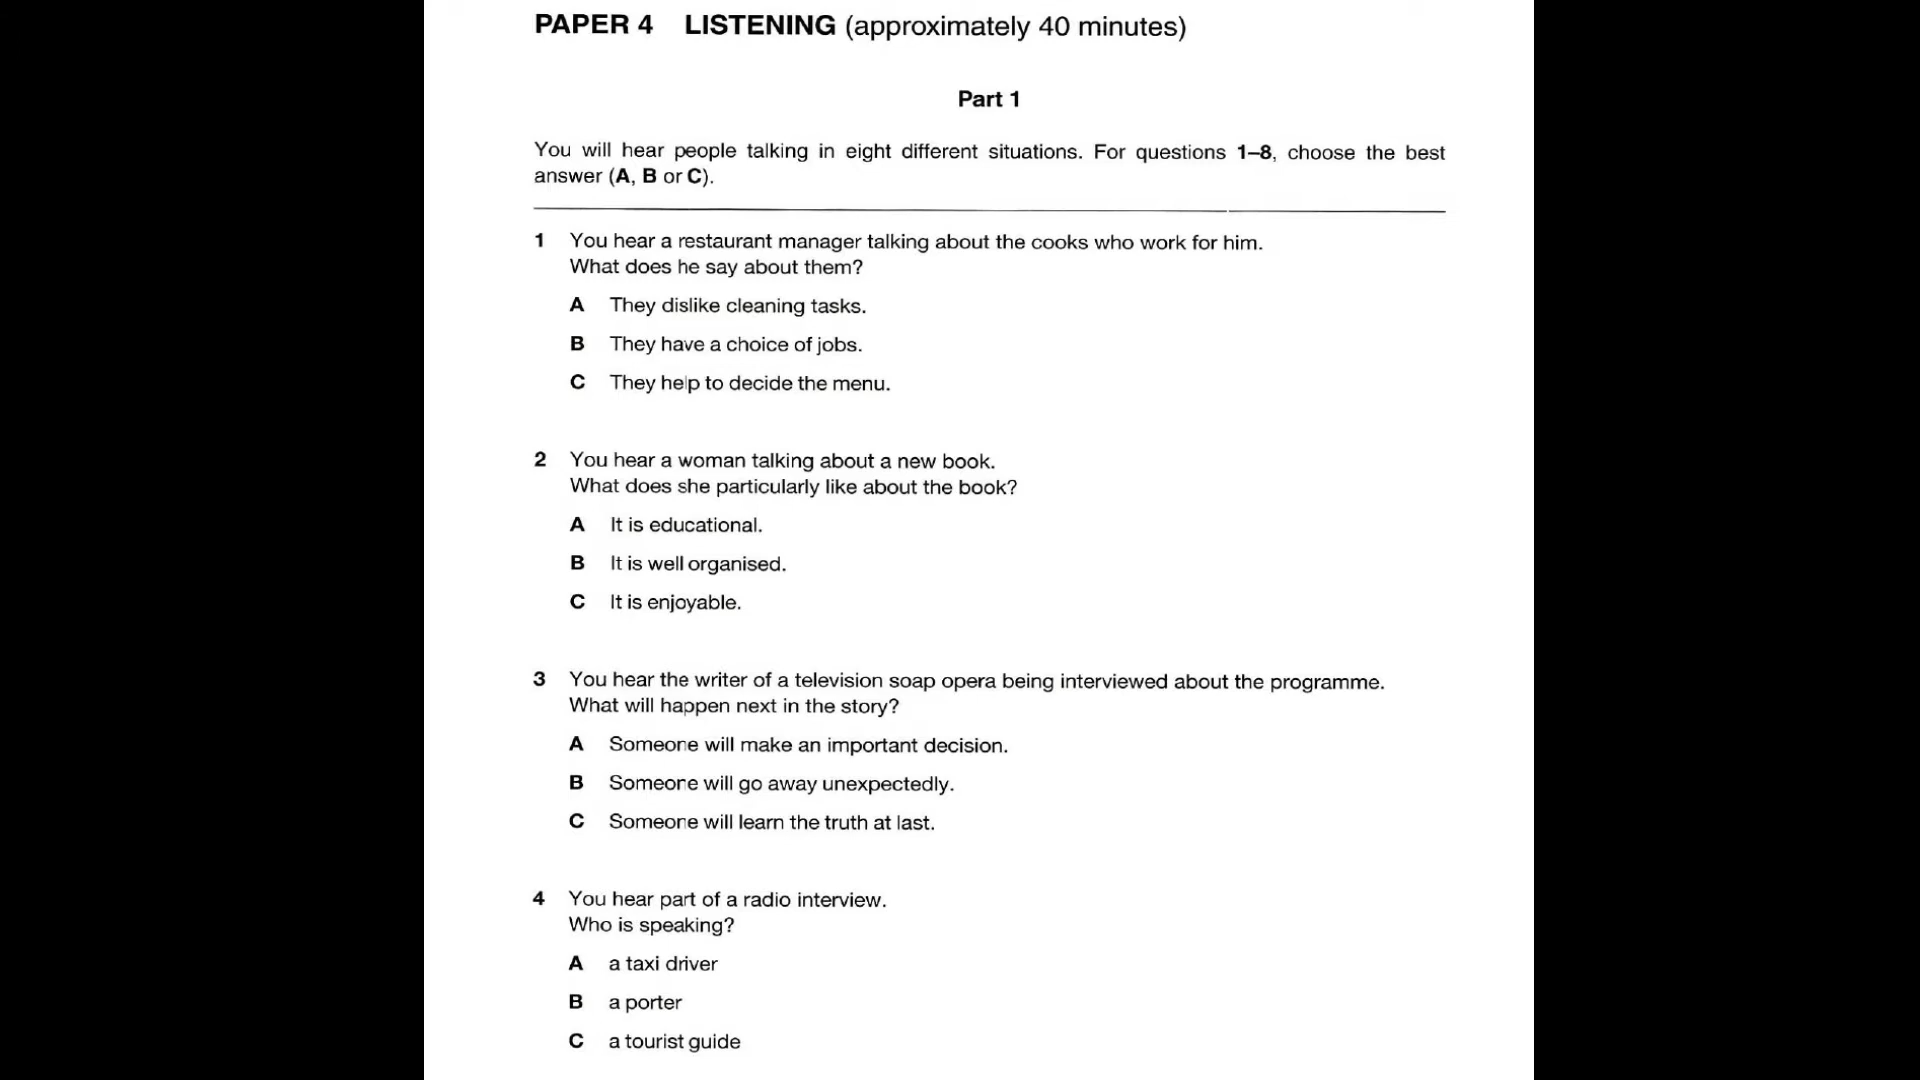 PAPER 4 LISTENING (approximately 40 minutes)
Part 1
You will hear people talking in eight different situations. For questions 1–8, choose the best
answer (A, B or C).
1 You hear a restaurant manager talking about the cooks who work for him.
What does he say about them?
A They dislike cleaning tasks.
B They have a choice of jobs.
C They help to decide the menu.
2 You hear a woman talking about a new book.
What does she particularly like about the book?
A It is educational.
B It is well organised.
C It is enjoyable.
3 You hear the writer of a television soap opera being interviewed about the programme.
What will happen next in the story?
A Someone will make an important decision.
B Someone will go away unexpectedly.
C Someone will learn the truth at last.
4 You hear part of a radio interview.
Who is speaking?
A a taxi driver
B a porter
C a tourist guide